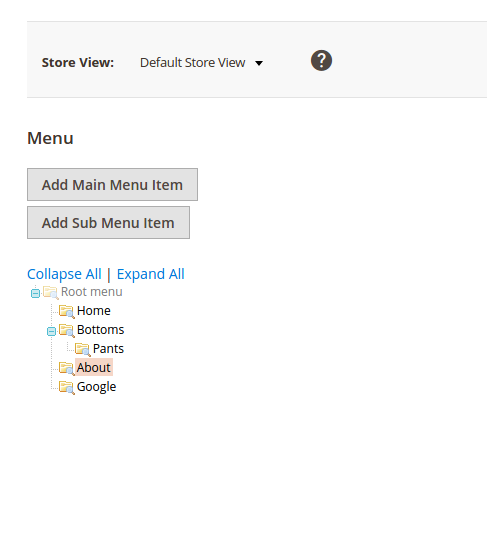 Store View: Default Store View ?
Menu
Add Main Menu Item
Add Sub Menu Item
Collapse All | Expand All
Root menu
Home
Bottoms
Pants
About
Google